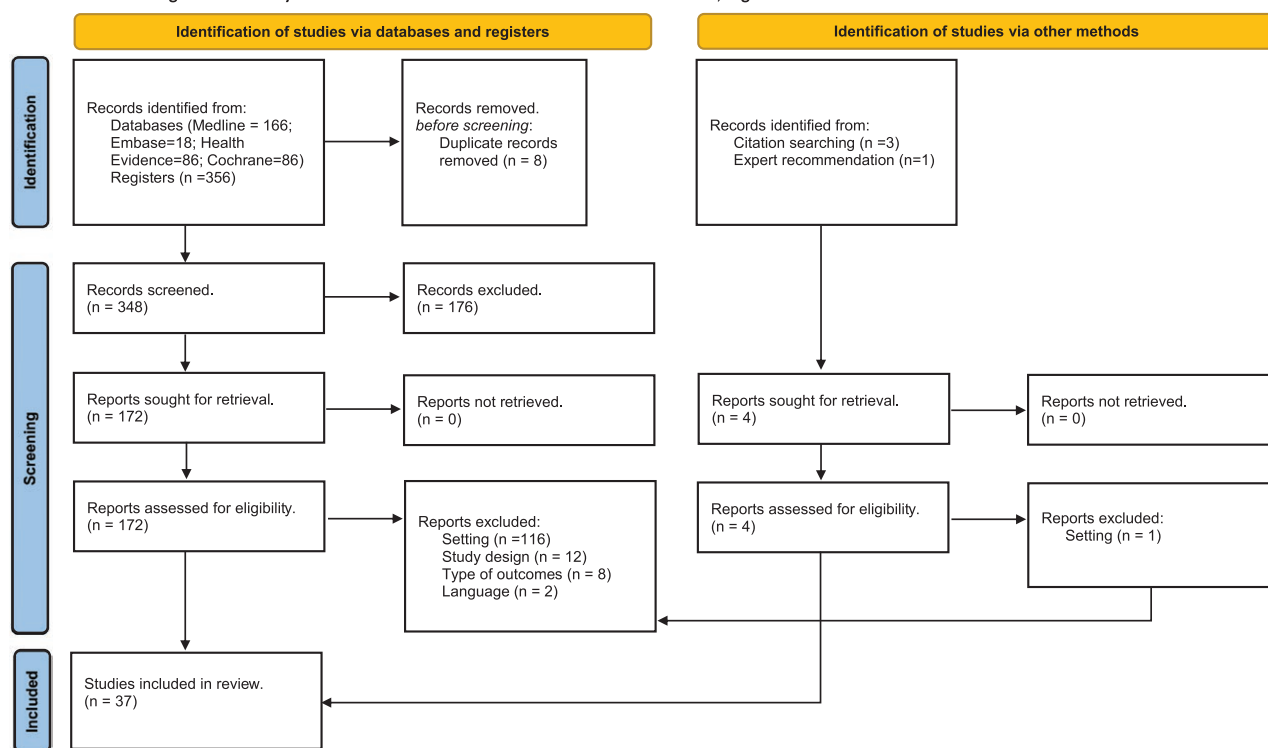 Identification of studies via databases and registers
Identification of studies via other methods
Identification
Records identified from:
Databases (Medline = 166;
Embase=18; Health
Evidence=86; Cochrane=86)
Registers (n =356)
Records removed.
before screening:
Duplicate records
removed (n = 8)
Records identified from:
Citation searching (n =3)
Expert recommendation (n=1)
Screening
Records screened.
(n = 348)
Records excluded.
(n = 176)
Reports sought for retrieval.
(n = 172)
Reports not retrieved.
(n = 0)
Reports sought for retrieval.
(n = 4)
Reports not retrieved.
(n = 0)
Reports assessed for eligibility.
(n = 172)
Reports excluded:
Setting (n =116)
Study design (n = 12)
Type of outcomes (n = 8)
Language (n = 2)
Reports assessed for eligibility.
(n = 4)
Reports excluded:
Setting (n = 1)
Included
Studies included in review.
(n = 37)